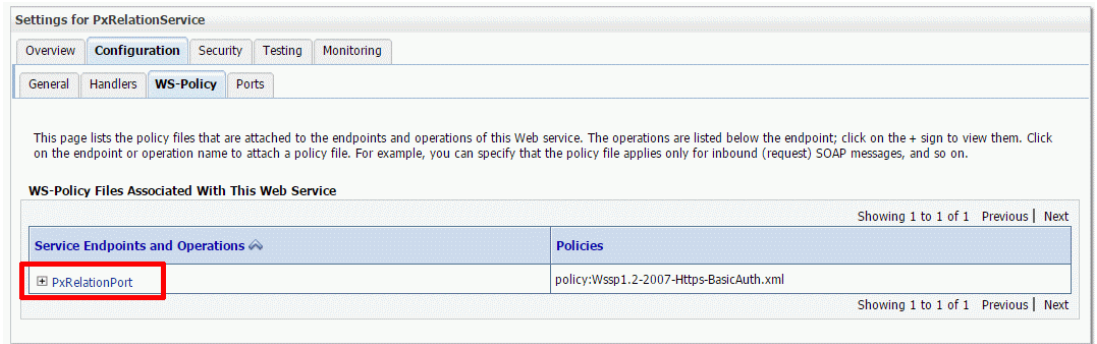 Settings for PxRelationService
Overview Configuration Security Testing Monitoring
General Handlers WS-Policy Ports
This page lists the policy files that are attached to the endpoints and operations of this Web service. The operations are listed below the endpoint; click on the + sign to view them. Click
on the endpoint or operation name to attach a policy file. For example, you can specify that the policy file applies only for inbound (request) SOAP messages, and so on.
WS-Policy Files Associated With This Web Service
Showing 1 to 1 of 1 Previous | Next
Service Endpoints and Operations Policies
PxRelationPort policy:Wssp1.2-2007-Https-BasicAuth.xml
Showing 1 to 1 of 1 Previous | Next